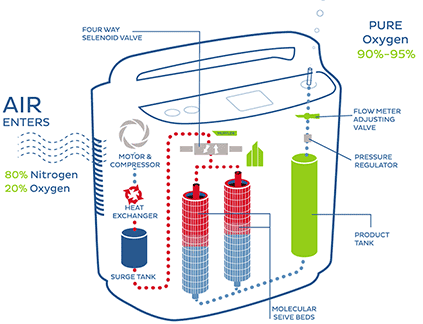 FOUR WAY
SELENOID VALVE
PURE
Oxygen
90%-95%
AIR
ENTERS
FLOW METER
ADJUSTING
VALVE
MOTOR &
COMPRESSOR
PRESSURE
REGULATOR
80% Nitrogen
20% Oxygen
HEAT
EXCHANGER
PRODUCT
TANK
SURGE TANK
MOLECULAR
SEIVE BEDS